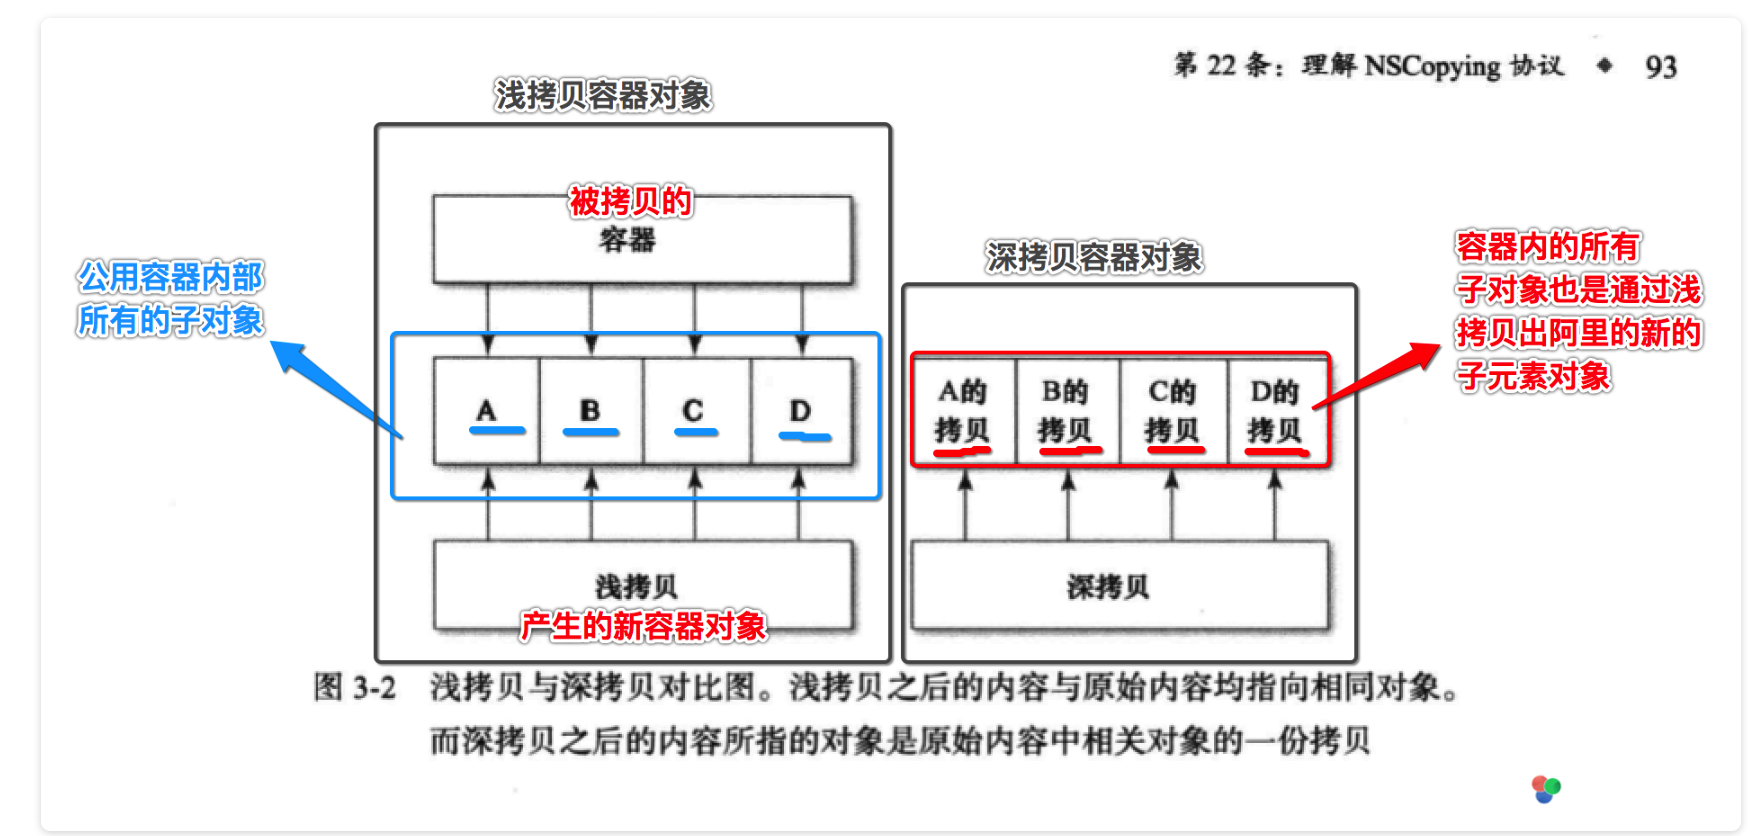 第 22 条：理解 NSCopying 协议 ◆ 93
浅拷贝容器对象
被拷贝的
容器
公用容器内部
所有的子对象
A B C D
浅拷贝
产生的新容器对象
深拷贝容器对象
A的 B的 C的 D的
拷贝 拷贝 拷贝 拷贝
深拷贝
容器内的所有
子对象也是通过浅
拷贝出阿里的新的
子元素对象
图 3-2 浅拷贝与深拷贝对比图。浅拷贝之后的内容与原始内容均指向相同对象。
而深拷贝之后的内容所指的对象是原始内容中相关对象的一份拷贝